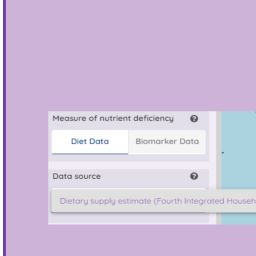 Measure of nutrient deficiency
Diet Data Biomarker Data
Data source
Dietary supply estimate (Fourth Integrated Househ